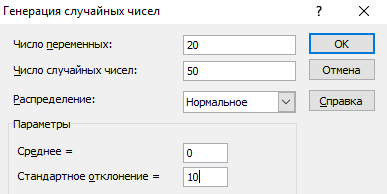 Генерация случайных чисел ? ×
Число переменных: 20 OK
Число случайных чисел: 50 Отмена
Распределение: Нормальное Справка
Параметры
Среднее = 0
Стандартное отклонение = 10